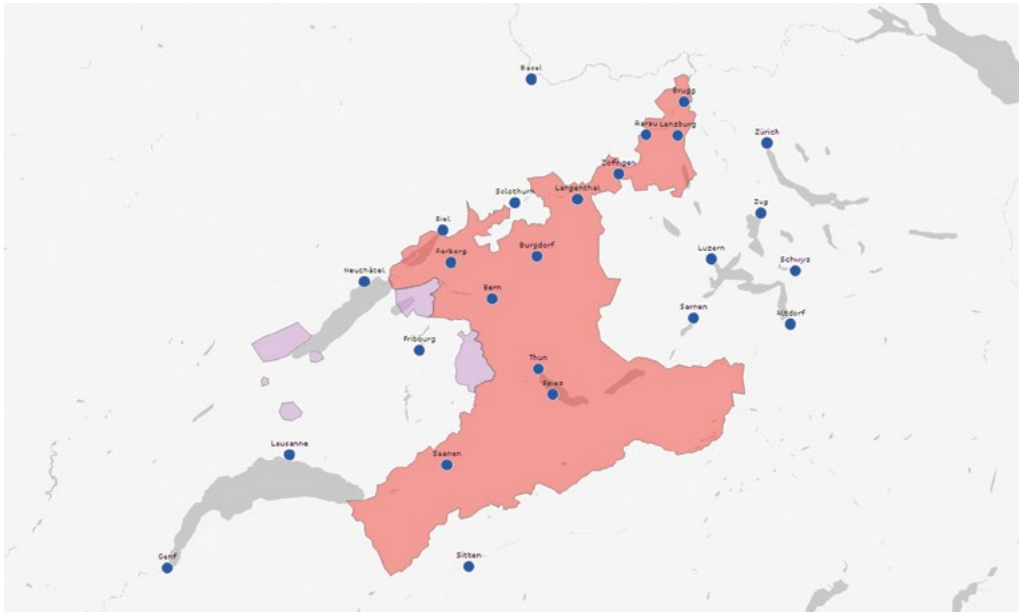 Basel
Brugg
Aarau
Lenzburg
Zürich
Zofingen
Langenthal
Solothurn
Zug
Biel
Burgdorf
Aarberg
Luzern
Schwyz
Neuchâtel
Bern
Sarnen
Altdorf
Fribourg
Thun
Spiez
Lausanne
Saanen
Genf
Sitten